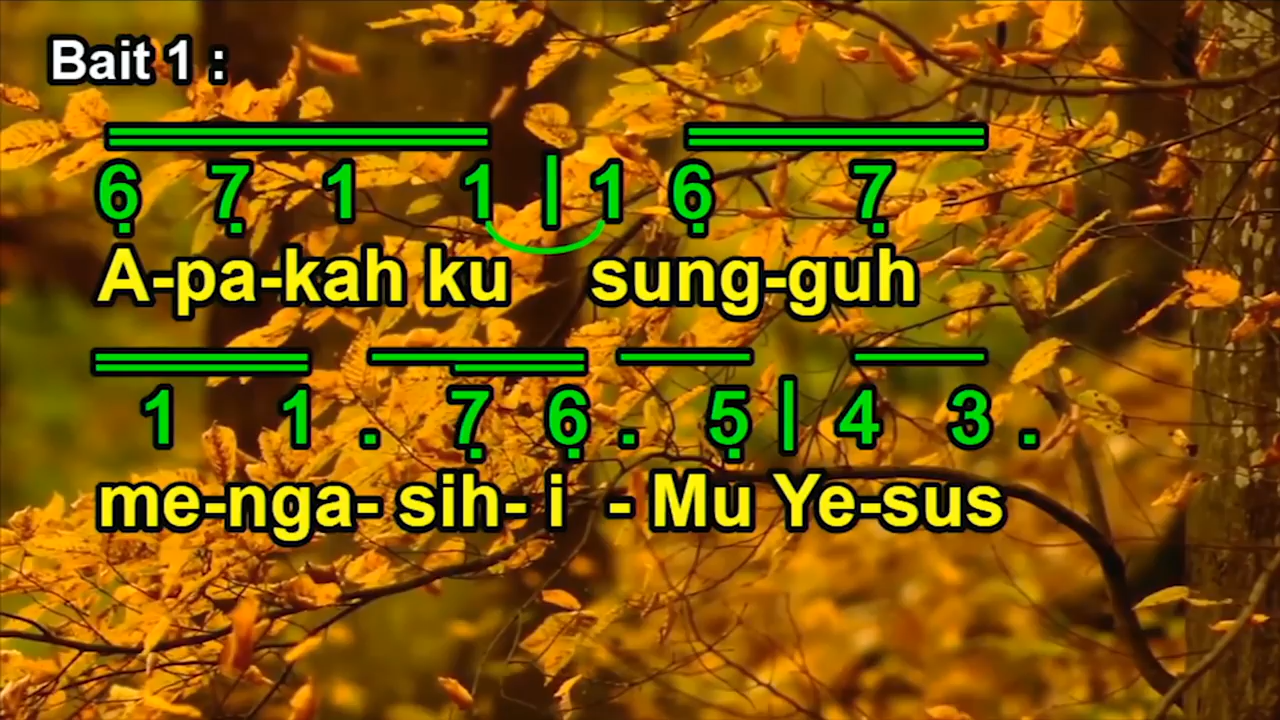 Bait 1 :
6̣ 7̣ 1 1 | 1 6̣ 7̣
A-pa-kah ku sung-guh
1 1 . 7̣ 6̣ . 5̣ | 4 3 .
me-nga- sih- i - Mu Ye-sus